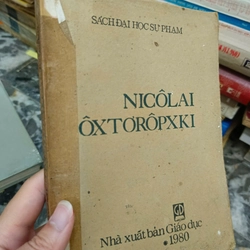 SÁCH ĐẠI HỌC SƯ PHẠM
NICÔLAI
ÔXTƠRÔPXKI
Nhà xuất bản Giáo dục
• 1980